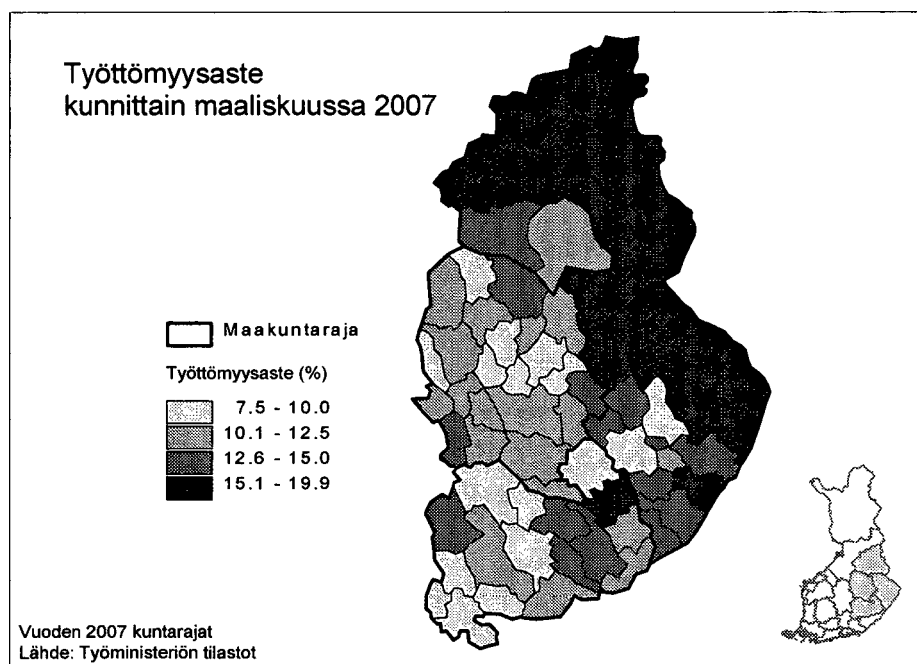 Työttömyysaste
kunnittain maaliskuussa 2007
Maakuntaraja
Työttömyysaste (%)
7.5 - 10.0
10.1 - 12.5
12.6 - 15.0
15.1 - 19.9
Vuoden 2007 kuntarajat
Lähde: Työministeriön tilastot